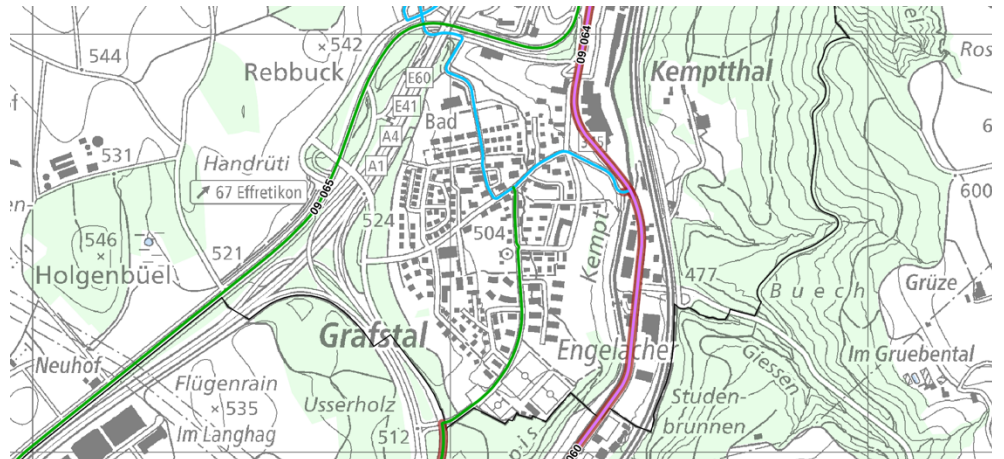 544
542
Rebbuck
E60
E41
A4
A1
Bad
09-064
Kemptthal
Ros
531
Handrüti
67 Effretikon
09-065
524
504
Kempt
600
546
Holgenbüel
521
477
Buech
Grüze
Grafstal
Engelacher
Neuhof
Flügenrain
535
Im Langhag
Usserholz
512
Giessen
Im Gruebental
Studen-
brunnen
060